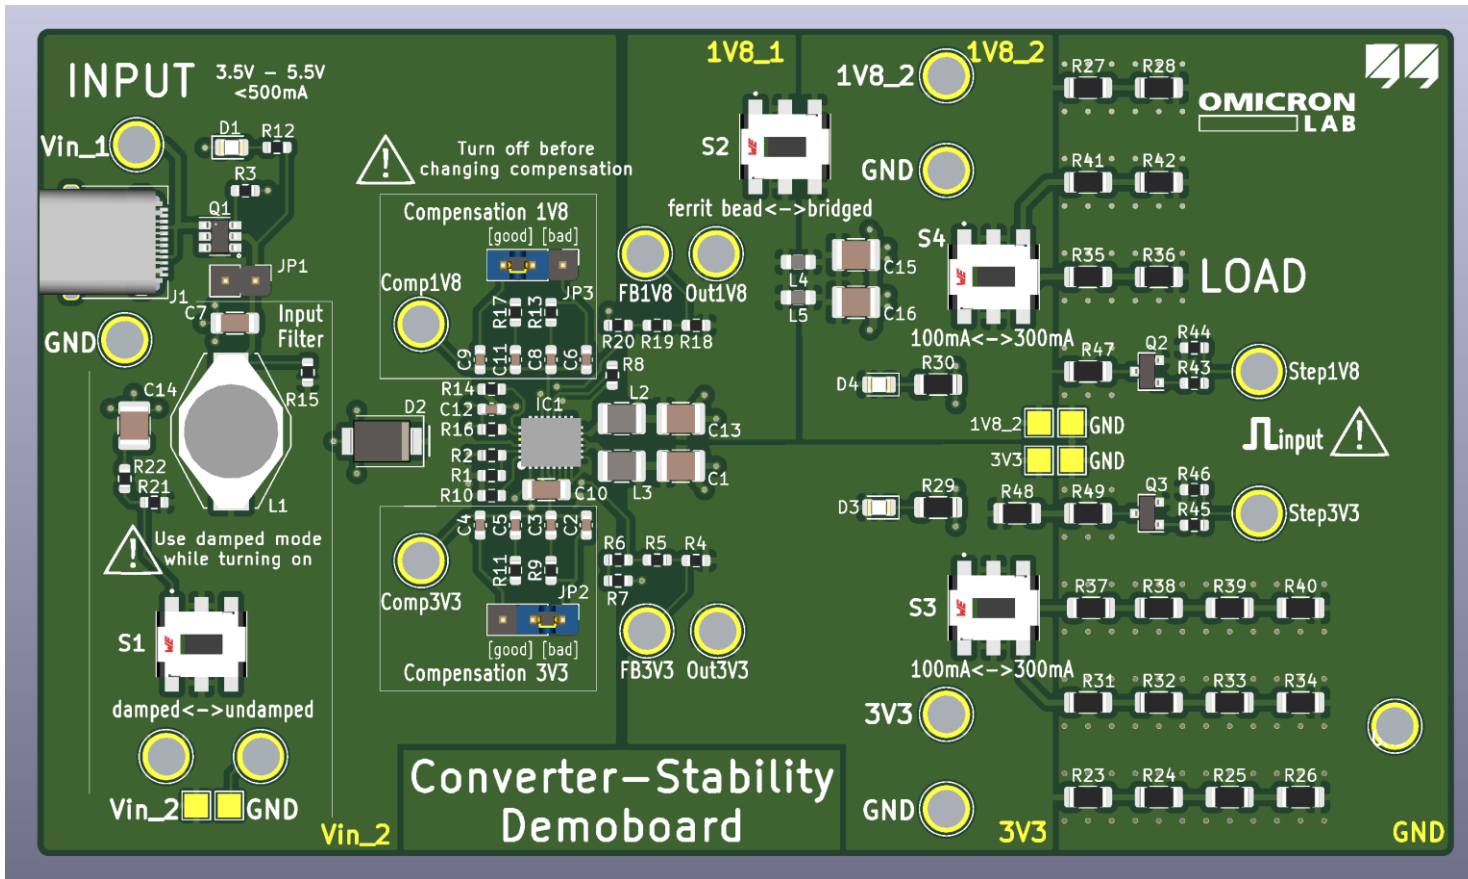 INPUT
3.5V - 5.5V
<500mA
Vin_1
D1
R12
R3
Q1
JP1
J1
C7
Input
Filter
GND
R15
C14
R22
R21
L1
Use damped mode
while turning on
S1
damped<->undamped
Vin_2
GND
Vin_2
Turn off before
changing compensation
Compensation 1V8
[good] [bad]
JP3
Comp1V8
R17
R13
C9
C11
C8
C6
R14
C12
R16
R2
R1
R10
D2
IC1
C10
C4
C5
C3
C2
R11
R9
JP2
Comp3V3
[good] [bad]
Compensation 3V3
1V8_1
S2
ferrit bead<->bridged
FB1V8
Out1V8
R20
R19
R18
R8
L2
C13
L3
C1
L4
L5
C15
C16
R6
R5
R4
R7
FB3V3
Out3V3
Converter-Stability
Demoboard
1V8_2
1V8_2
GND
S4
100mA<->300mA
D4
R30
1V8_2
GND
3V3
GND
D3
R29
R48
S3
100mA<->300mA
3V3
GND
3V3
R27
R28
OMICRON
LAB
R41
R42
R35
R36
LOAD
R47
Q2
R44
R43
Step1V8
input
R49
Q3
R46
R45
Step3V3
R37
R38
R39
R40
R31
R32
R33
R34
R23
R24
R25
R26
GND
WE
WE
WE
WE